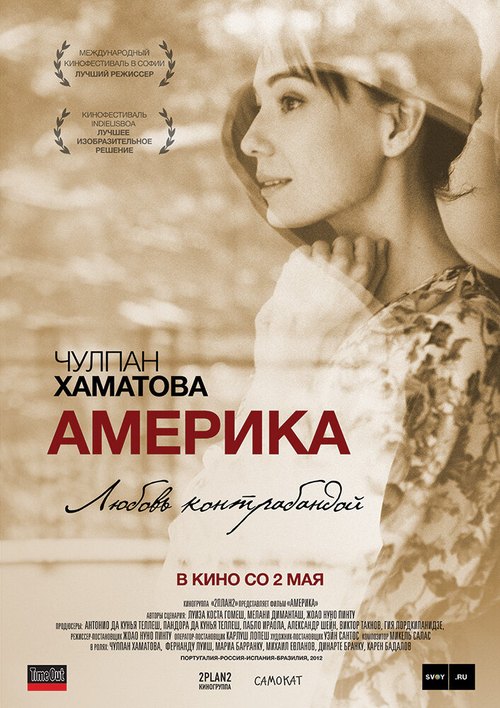 МЕЖДУНАРОДНЫЙ
КИНОФЕСТИВАЛЬ В СОФИИ
ЛУЧШИЙ РЕЖИССЕР
КИНОФЕСТИВАЛЬ
INDIELISBOA
ЛУЧШЕЕ
ИЗОБРАЗИТЕЛЬНОЕ
РЕШЕНИЕ
ЧУЛПАН
ХАМАТОВА
АМЕРИКА
Любовь контрабандой
В КИНО СО 2 МАЯ
КИНОГРУППА «2ПЛАН2» ПРЕДСТАВЛЯЕТ ФИЛЬМ «АМЕРИКА»
АВТОРЫ СЦЕНАРИЯ: ЛУИЗА КОСТА ГОМЕШ, МЕЛАНИ ДИМАНТАШ, ЖОАО НУНО ПИНТУ
ПРОДЮСЕРЫ: АНТОНИО ДА КУНЬЯ ТЕЛЛЕШ, ПАНДОРА ДА КУНЬЯ ТЕЛЛЕШ, ПАБЛО ИРАОЛА, АЛЕКСАНДР ШЕЙН, ВИКТОР ТАКНОВ, ГИЯ ЛОРДКИПАНИДЗЕ,
РЕЖИССЕР-ПОСТАНОВЩИК ЖОАО НУНО ПИНТУ ОПЕРАТОР-ПОСТАНОВЩИК КАРЛУШ ЛОПЕШ ХУДОЖНИК-ПОСТАНОВЩИК УЭЙН САНТОС КОМПОЗИТОР МИКЕЛЬ САЛАС
В РОЛЯХ: ЧУЛПАН ХАМАТОВА, ФЕРНАНДУ ЛУИШ, МАРИА БАРРАНКУ, МИХАИЛ ЕВЛАНОВ, ДИНАРТЕ БРАНКУ, КАРЕН БАДАЛОВ
ПОРТУГАЛИЯ-РОССИЯ-ИСПАНИЯ-БРАЗИЛИЯ, 2012
Time Out
2PLAN2
КИНОГРУППА
САМОКАТ
SVOY .RU